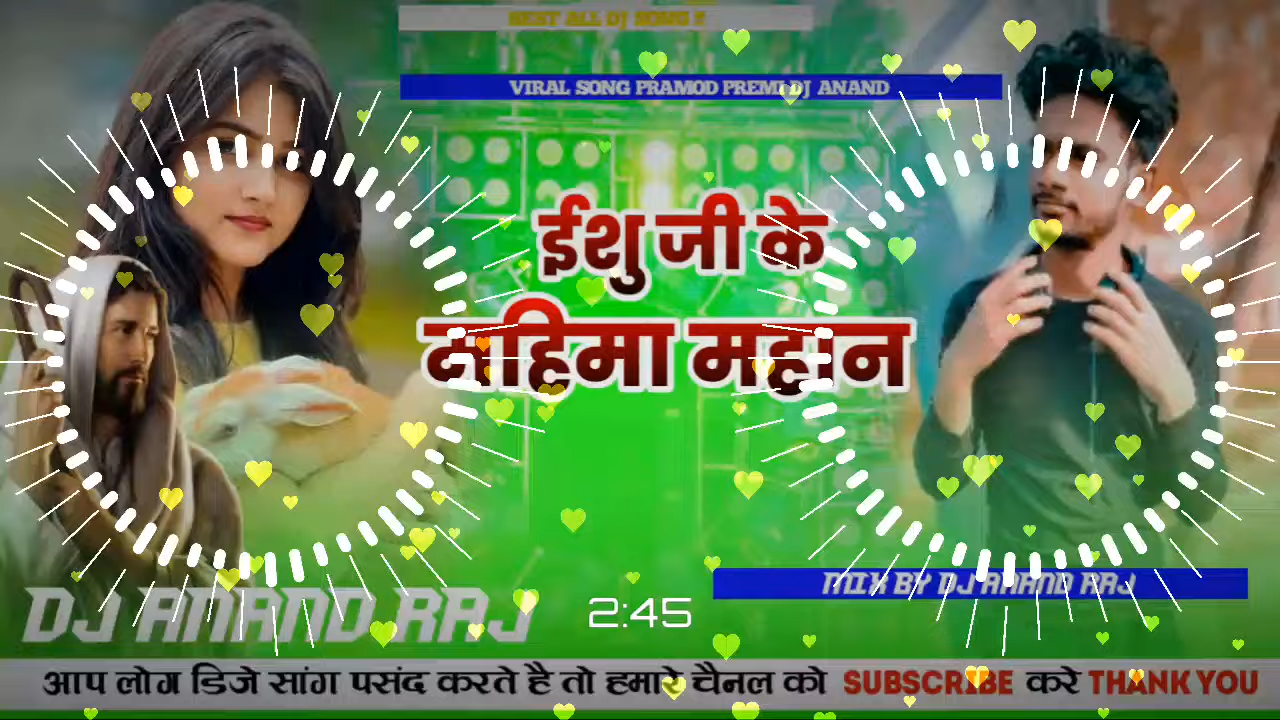 BEST ALL DJ SONG
VIRAL SONG PRAMOD PREMI DJ ANAND
ईशु जी के
महिमा महान
MIX BY DJ ANAND RAJ
DJ ANAND RAJ
2:45
आप लोग डिजे सांग पसंद करते है तो हमारे चैनल को SUBSCRIBE करे THANK YOU